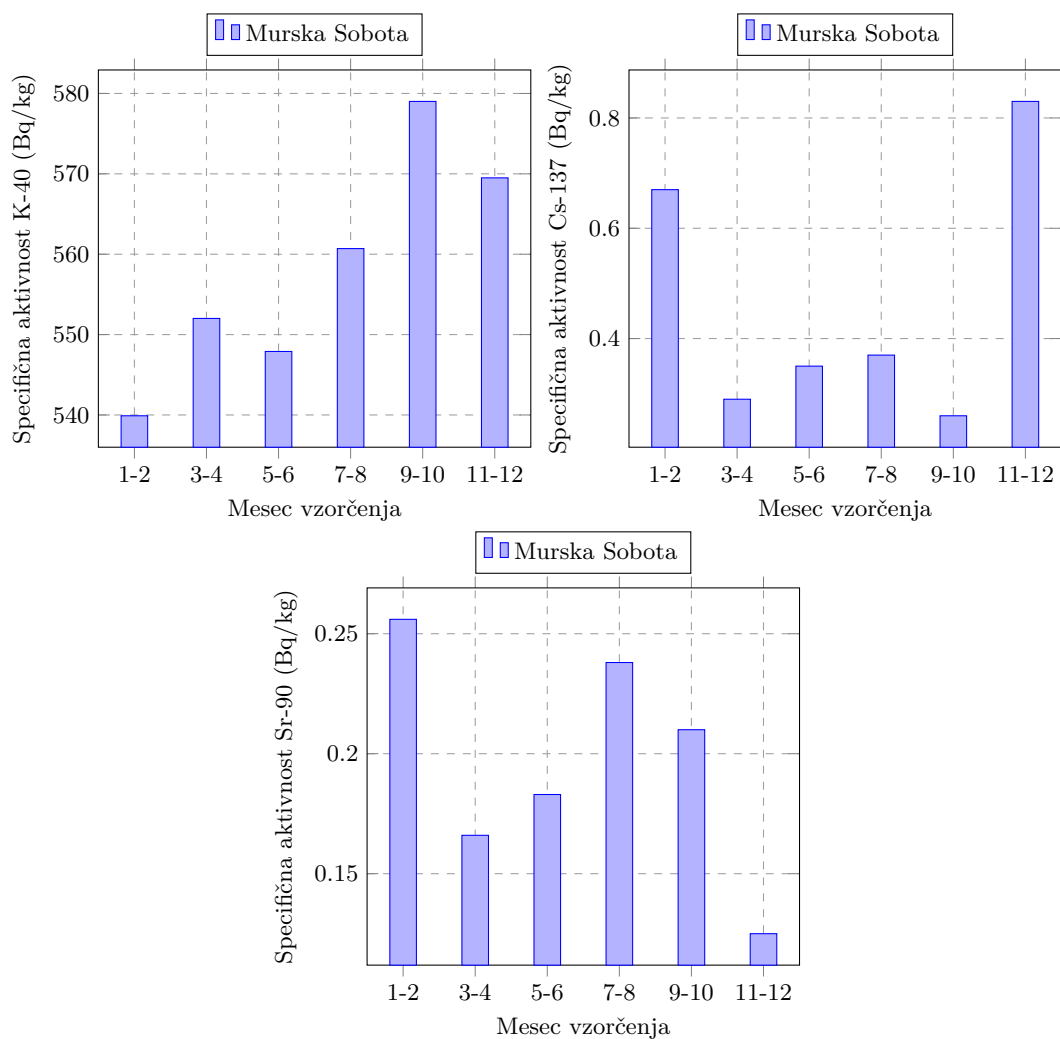 Murska Sobota
Specifična aktivnost K-40 (Bq/kg)
580
570
560
550
540
1-2 3-4 5-6 7-8 9-10 11-12
Mesec vzorčenja
Murska Sobota
Specifična aktivnost Cs-137 (Bq/kg)
0.8
0.6
0.4
1-2 3-4 5-6 7-8 9-10 11-12
Mesec vzorčenja
Murska Sobota
Specifična aktivnost Sr-90 (Bq/kg)
0.25
0.2
0.15
1-2 3-4 5-6 7-8 9-10 11-12
Mesec vzorčenja